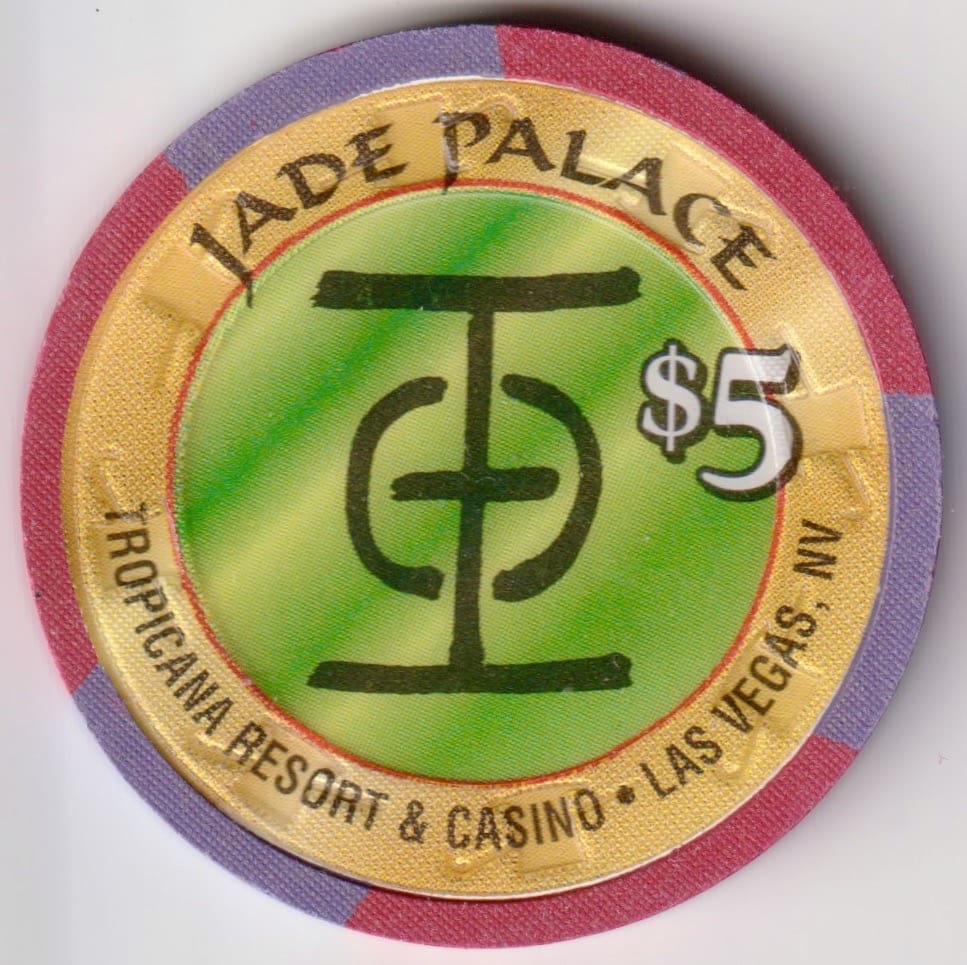 JADE PALACE
$5
TROPICANA RESORT & CASINO • LAS VEGAS, NV